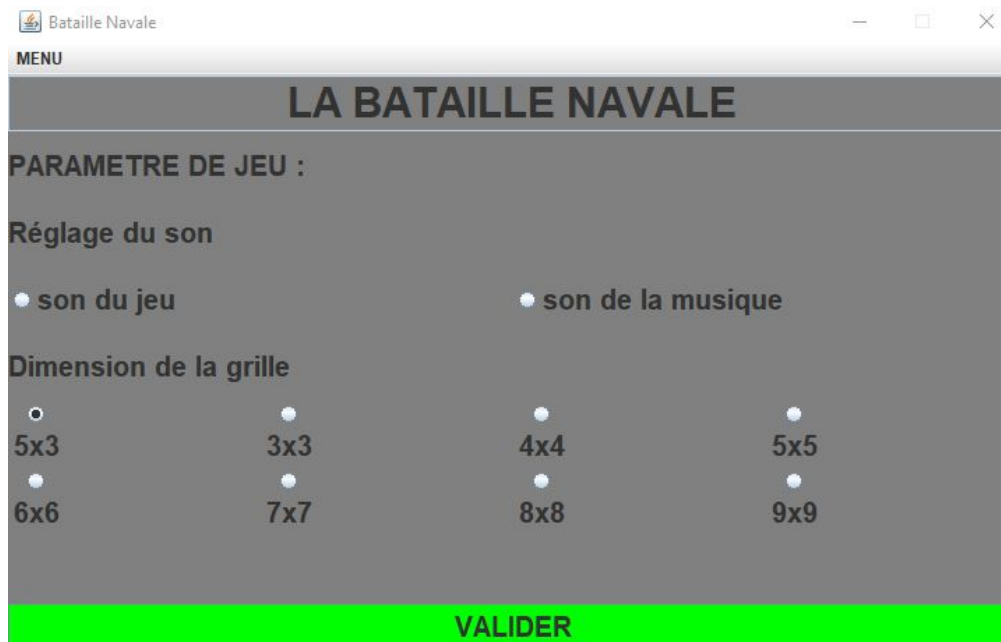 Bataille Navale
MENU
LA BATAILLE NAVALE
PARAMETRE DE JEU :
Réglage du son
son du jeu son de la musique
Dimension de la grille
5x3 3x3 4x4 5x5
6x6 7x7 8x8 9x9
VALIDER